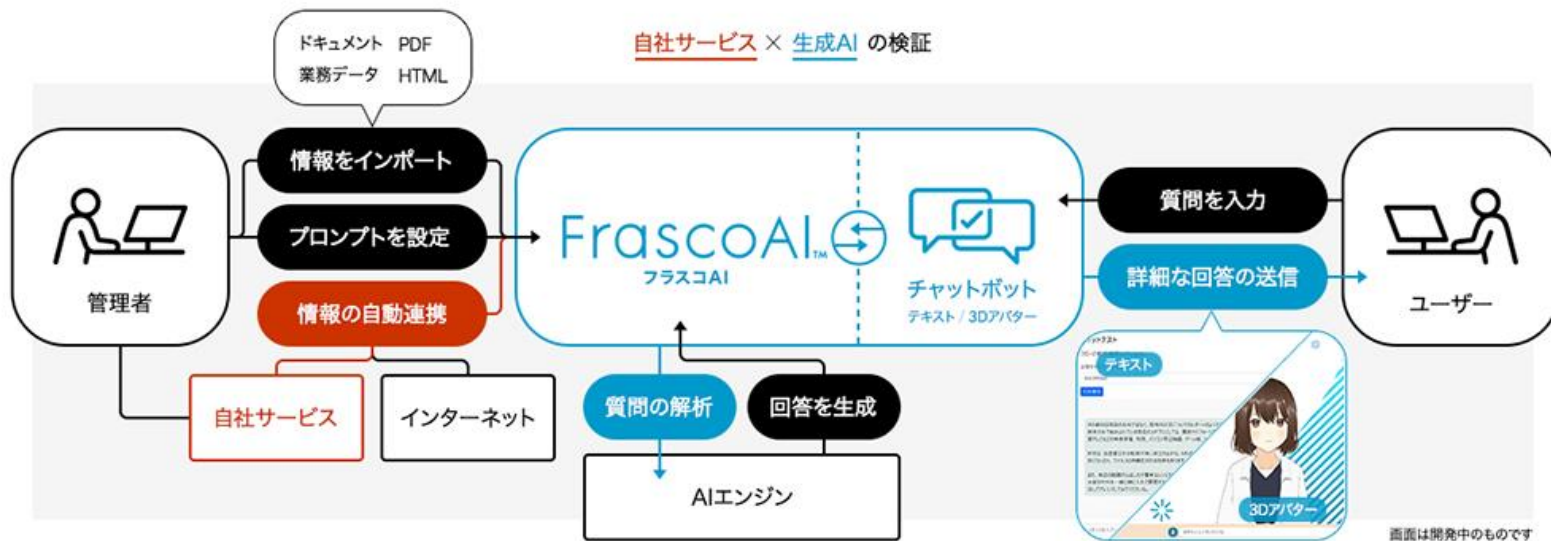 ドキュメント PDF
業務データ HTML
自社サービス × 生成AI の検証
情報をインポート
プロンプトを設定
情報の自動連携
管理者
自社サービス
インターネット
FrascoAI™
フラスコAI
チャットボット
テキスト / 3Dアバター
質問の解析
回答を生成
AIエンジン
質問を入力
詳細な回答の送信
ユーザー
テキスト
3Dアバター
画面は開発中のものです